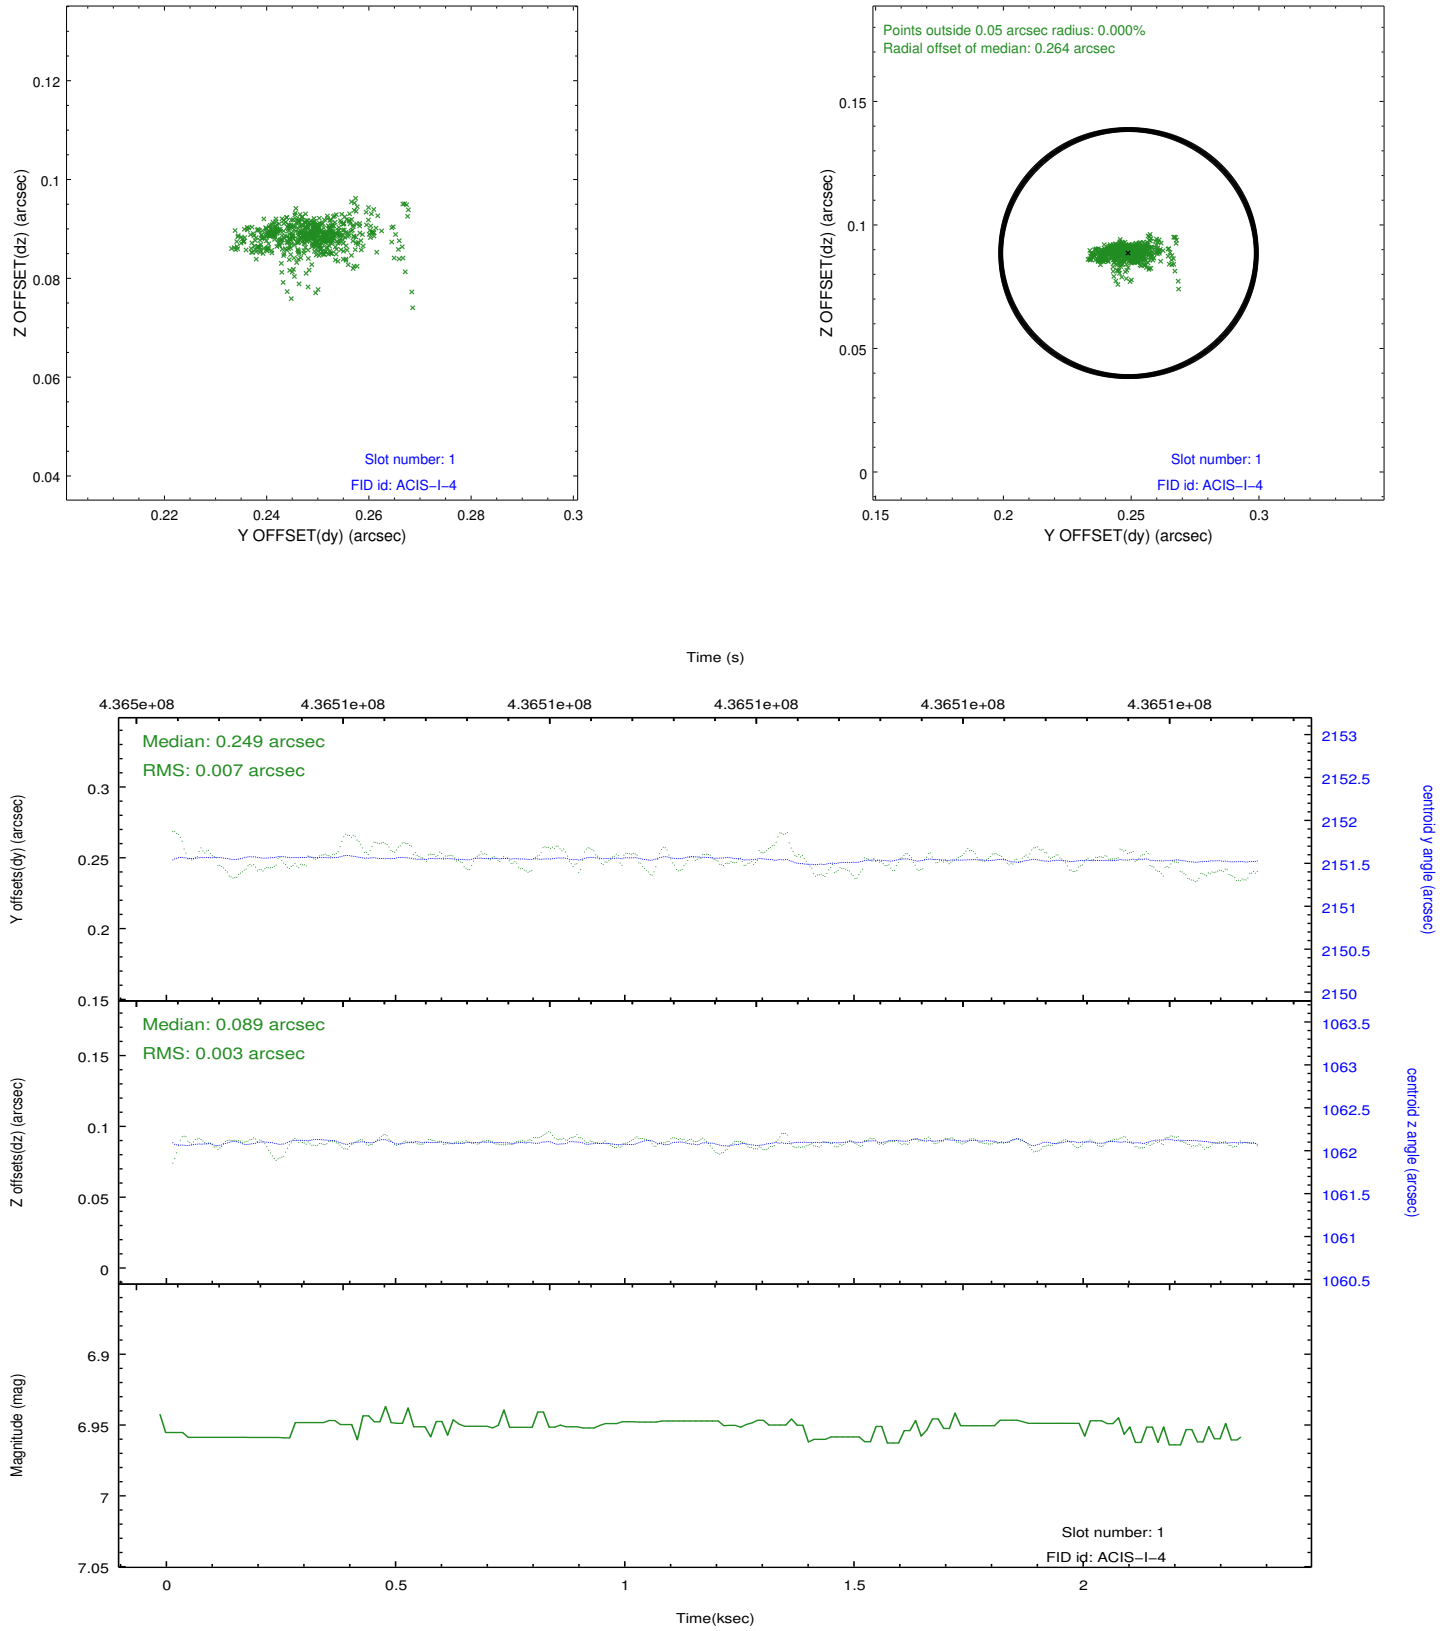 0.12
0.1
0.08
0.06
0.04
Z OFFSET(dz) (arcsec)
0.22
0.24
0.26
0.28
0.3
Y OFFSET(dy) (arcsec)
Slot number: 1
FID id: ACIS−I−4
Points outside 0.05 arcsec radius: 0.000%
Radial offset of median: 0.264 arcsec
0.15
0.1
0.05
0
Z OFFSET(dz) (arcsec)
0.15
0.2
0.25
0.3
Y OFFSET(dy) (arcsec)
Slot number: 1
FID id: ACIS−I−4
Time (s)
4.365e+08
4.3651e+08
4.3651e+08
4.3651e+08
4.3651e+08
4.3651e+08
Median: 0.249 arcsec
RMS: 0.007 arcsec
0.3
0.25
0.2
0.15
Y offsets(dy) (arcsec)
2153
2152.5
2152
2151.5
2151
2150.5
2150
centroid y angle (arcsec)
Median: 0.089 arcsec
RMS: 0.003 arcsec
0.15
0.1
0.05
0
Z offsets(dz) (arcsec)
1063.5
1063
1062.5
1062
1061.5
1061
1060.5
centroid z angle (arcsec)
6.9
6.95
7
7.05
Magnitude (mag)
Slot number: 1
FID id: ACIS−I−4
0
0.5
1
1.5
2
Time(ksec)